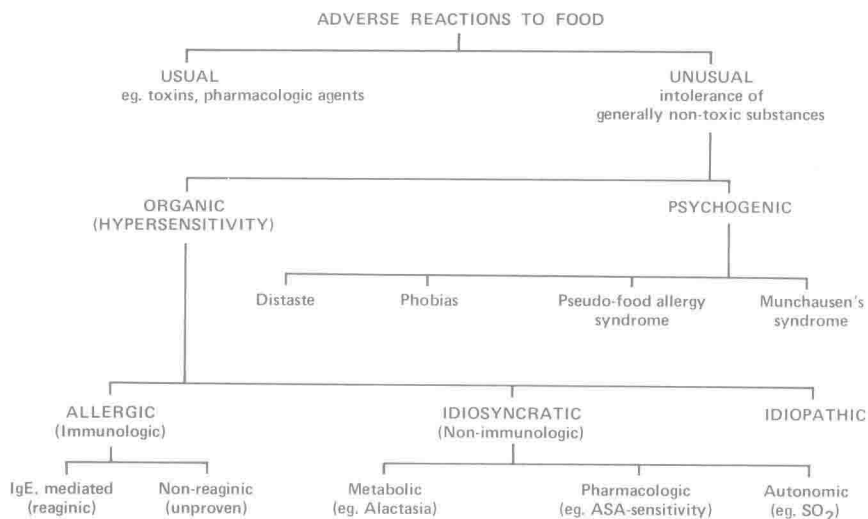 ADVERSE REACTIONS TO FOOD
USUAL
eg. toxins, pharmacologic agents
UNUSUAL
intolerance of
generally non-toxic substances
ORGANIC
(HYPERSENSITIVITY)
PSYCHOGENIC
Distaste
Phobias
Pseudo-food allergy
syndrome
Munchausen's
syndrome
ALLERGIC
(Immunologic)
IDIOSYNCRATIC
(Non-immunologic)
IDIOPATHIC
IgE. mediated
(reaginic)
Non-reaginic
(unproven)
Metabolic
(eg. Alactasia)
Pharmacologic
(eg. ASA-sensitivity)
Autonomic
(eg. SO₂)